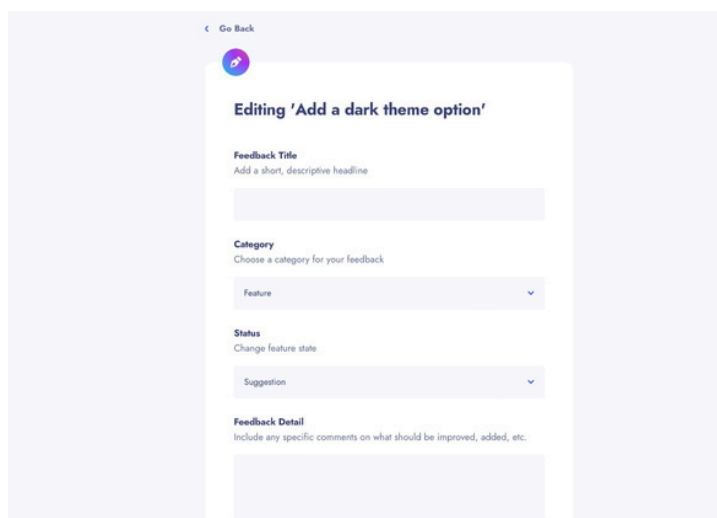 Go Back
Editing 'Add a dark theme option'
Feedback Title
Add a short, descriptive headline
Category
Choose a category for your feedback
Feature
Status
Change feature state
Suggestion
Feedback Detail
Include any specific comments on what should be improved, added, etc.